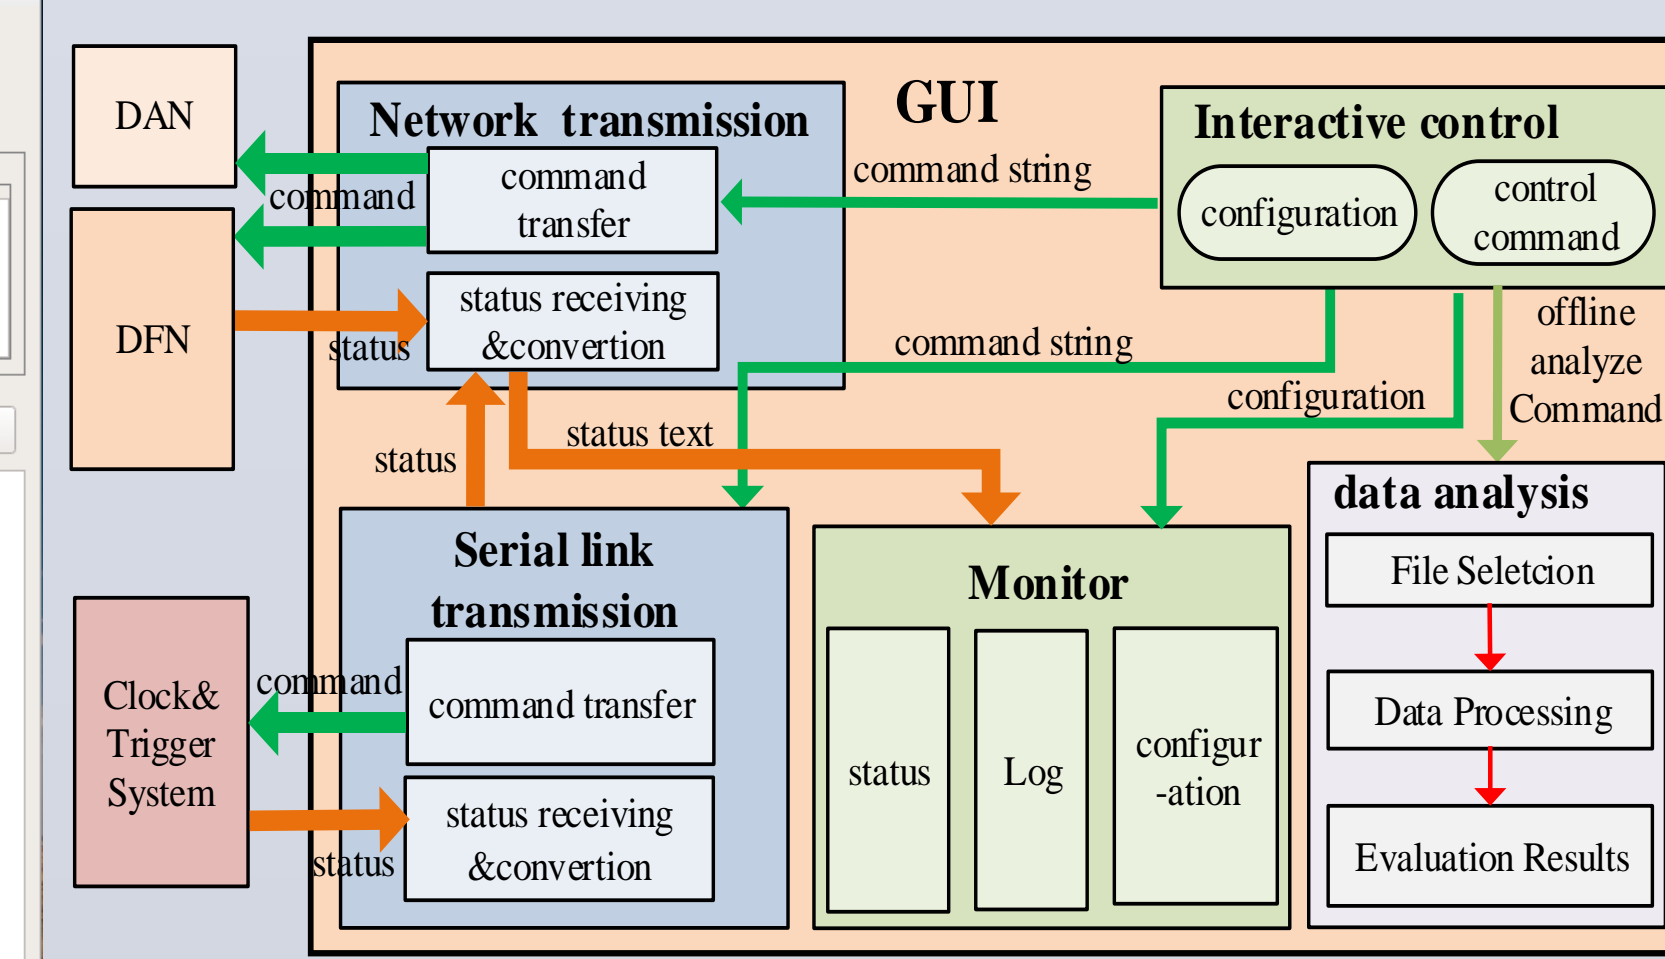 GUI
DAN
DFN
Clock&
Trigger
System
Network transmission
command
transfer
status receiving
&convertion
command
status
command string
Interactive control
configuration
control
command
command string
configuration
offline
analyze
Command
status
status text
Serial link
transmission
command transfer
status receiving
&convertion
command
status
Monitor
status
Log
configur
-ation
data analysis
File Seletcion
Data Processing
Evaluation Results